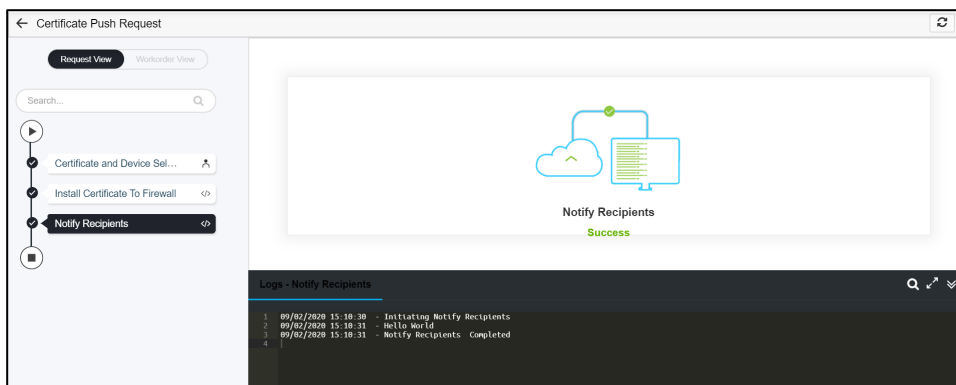 Certificate Push Request
Request View Workorder View
Search...
Certificate and Device Sel...
Install Certificate To Firewall </>
Notify Recipients </>
Notify Recipients
Success
Logs - Notify Recipients
1 09/02/2020 15:10:30 - Initiating Notify Recipients
2 09/02/2020 15:10:31 - Hello World
3 09/02/2020 15:10:31 - Notify Recipients Completed
4